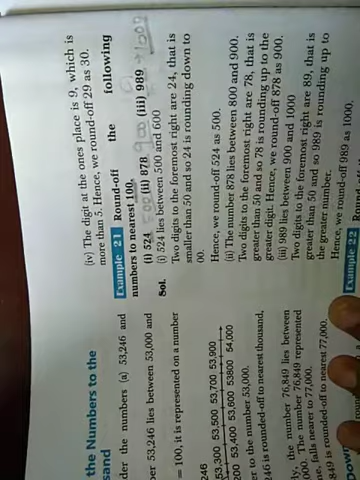 the Numbers to the
sand
der the numbers (a) 53,246 and
er 53,246 lies between 53,000 and
= 100, it is represented on a number
246
53,300 53,500 53,700 53,900
00 53,400 53,600 53800 54,000
er to the number 53,000.
46 is rounded-off to nearest thousand,
ly, the number 76,849 lies between
000. The number 76,849 represented
ne, falls nearer to 77,000.
849 is rounded-off to nearest 77,000.
Down
(iv) The digit at the ones place is 9, which is
more than 5. Hence, we round-off 29 as 30.
Example 21 Round-off the following
numbers to nearest 100.
(i) 524 (ii) 878 (iii) 989
Sol. (i) 524 lies between 500 and 600
Two digits to the foremost right are 24, that is
smaller than 50 and so 24 is rounding down to
00.
Hence, we round-off 524 as 500.
(ii) The number 878 lies between 800 and 900.
Two digits to the foremost right are 78, that is
greater than 50 and so 78 is rounding up to the
greater digit. Hence, we round-off 878 as 900.
(iii) 989 lies between 900 and 1000
Two digits to the foremost right are 89, that is
greater than 50 and so 989 is rounding up to
the greater number.
Hence, we round-off 989 as 1000.
Example 22